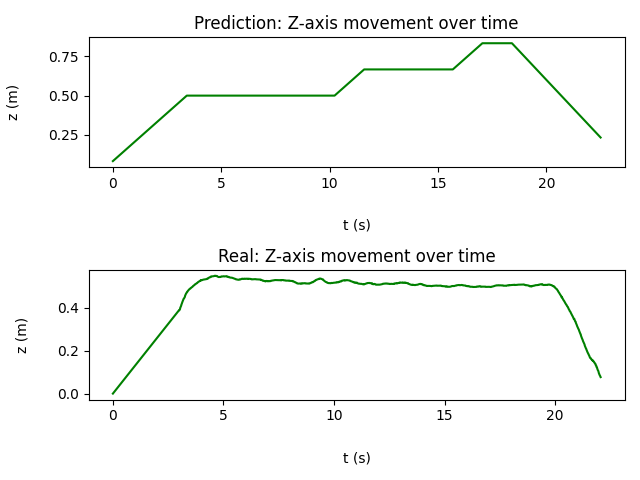 Prediction: Z-axis movement over time
z (m)
0.75
0.50
0.25
0 5 10 15 20
t (s)
Real: Z-axis movement over time
z (m)
0.4
0.2
0.0
0 5 10 15 20
t (s)